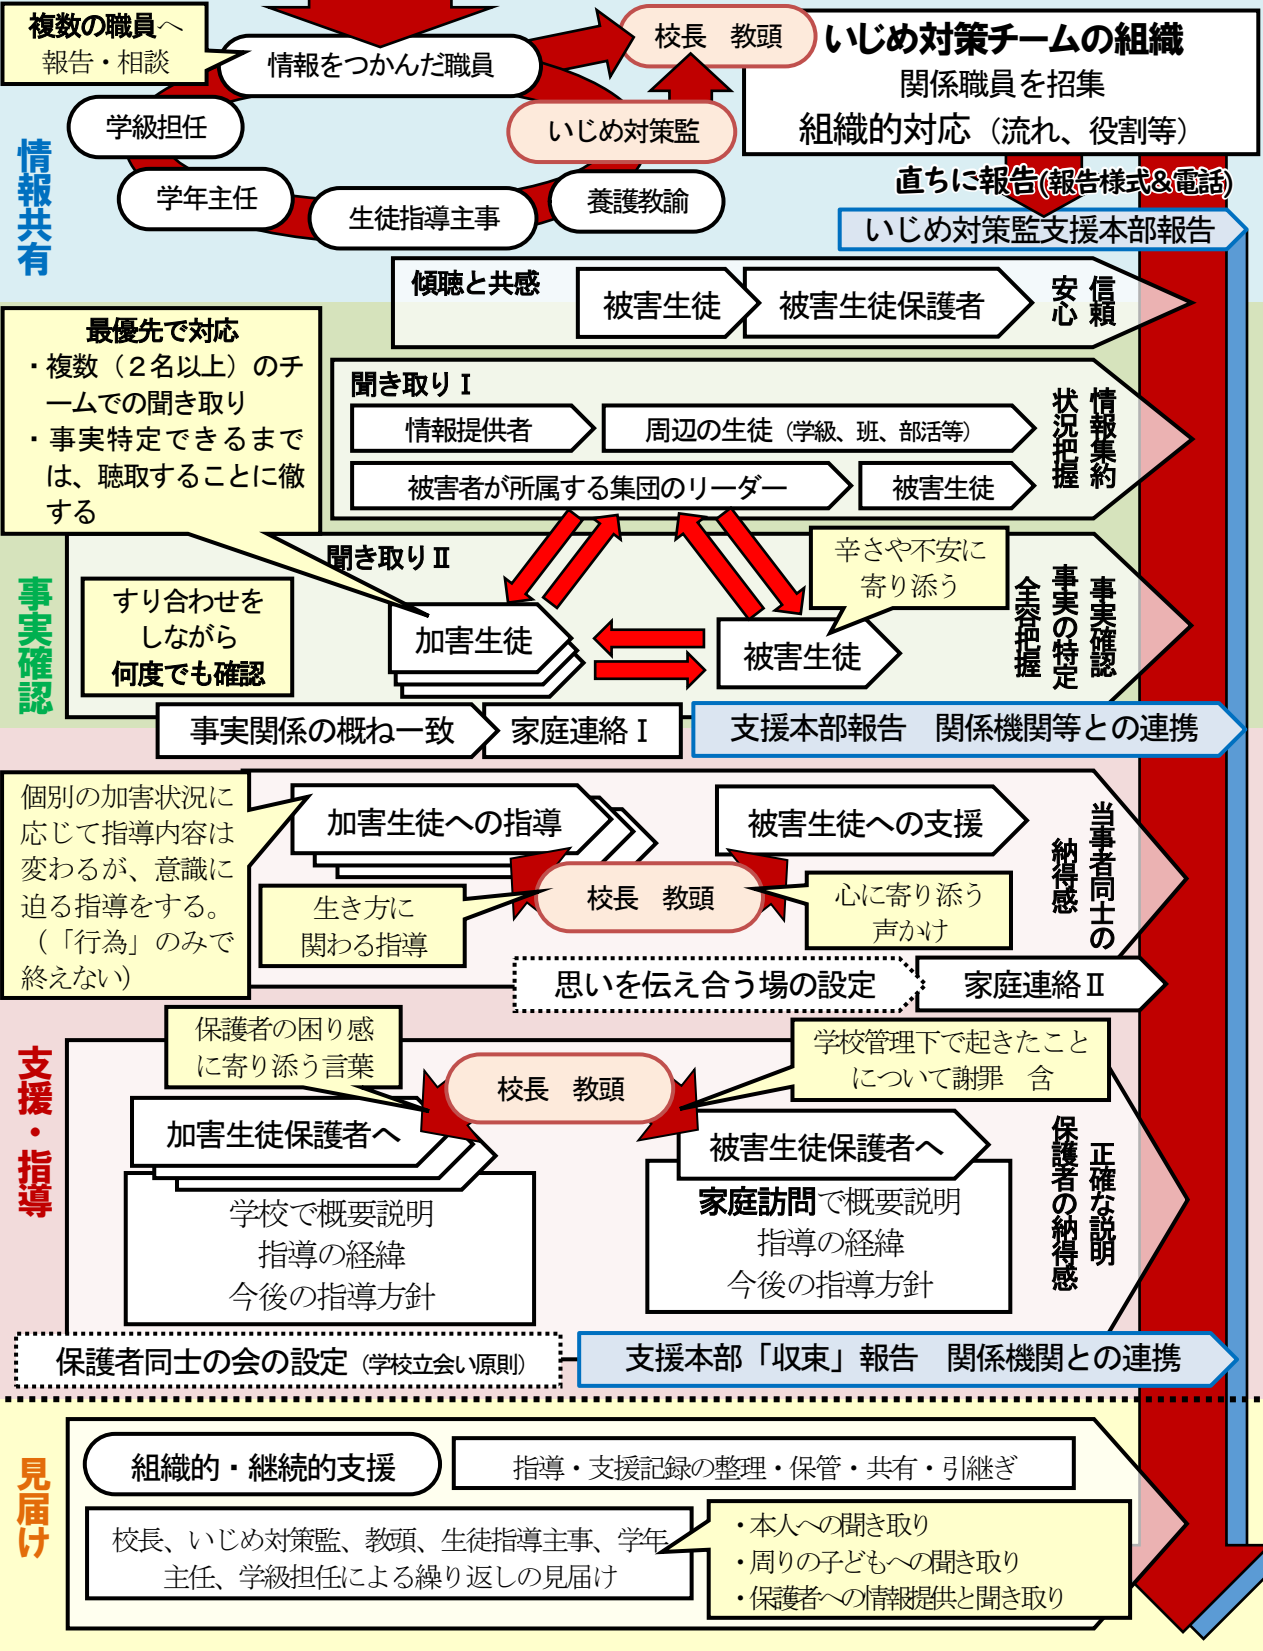 複数の職員へ
報告・相談
情報をつかんだ職員
校長　教頭
いじめ対策チームの組織
関係職員を招集
組織的対応（流れ、役割等）
学級担任
いじめ対策監
学年主任
生徒指導主事
養護教諭
情報共有
直ちに報告(報告様式&電話)
いじめ対策監支援本部報告
傾聴と共感
被害生徒
被害生徒保護者
信頼
安心
最優先で対応
・複数（２名以上）のチ
ームでの聞き取り
・事実特定できるまで
は、聴取することに徹
する
聞き取りⅠ
情報提供者
周辺の生徒（学級、班、部活等）
被害者が所属する集団のリーダー
被害生徒
情報集約
状況把握
事実確認
聞き取りⅡ
すり合わせを
しながら
何度でも確認
加害生徒
被害生徒
辛さや不安に
寄り添う
事実確認
事実の特定
全容把握
事実関係の概ね一致
家庭連絡Ⅰ
支援本部報告　関係機関等との連携
個別の加害状況に
応じて指導内容は
変わるが、意識に
迫る指導をする。
（「行為」のみで
終えない）
加害生徒への指導
被害生徒への支援
校長　教頭
生き方に
関わる指導
心に寄り添う
声かけ
当事者同士の
納得感
思いを伝え合う場の設定
家庭連絡Ⅱ
支援・指導
保護者の困り感
に寄り添う言葉
校長　教頭
学校管理下で起きたこと
について謝罪　含
加害生徒保護者へ
学校で概要説明
指導の経緯
今後の指導方針
被害生徒保護者へ
家庭訪問で概要説明
指導の経緯
今後の指導方針
正確な説明
保護者の納得感
保護者同士の会の設定（学校立会い原則）
支援本部「収束」報告　関係機関との連携
見届け
組織的・継続的支援
指導・支援記録の整理・保管・共有・引継ぎ
校長、いじめ対策監、教頭、生徒指導主事、学年
主任、学級担任による繰り返しの見届け
・本人への聞き取り
・周りの子どもへの聞き取り
・保護者への情報提供と聞き取り